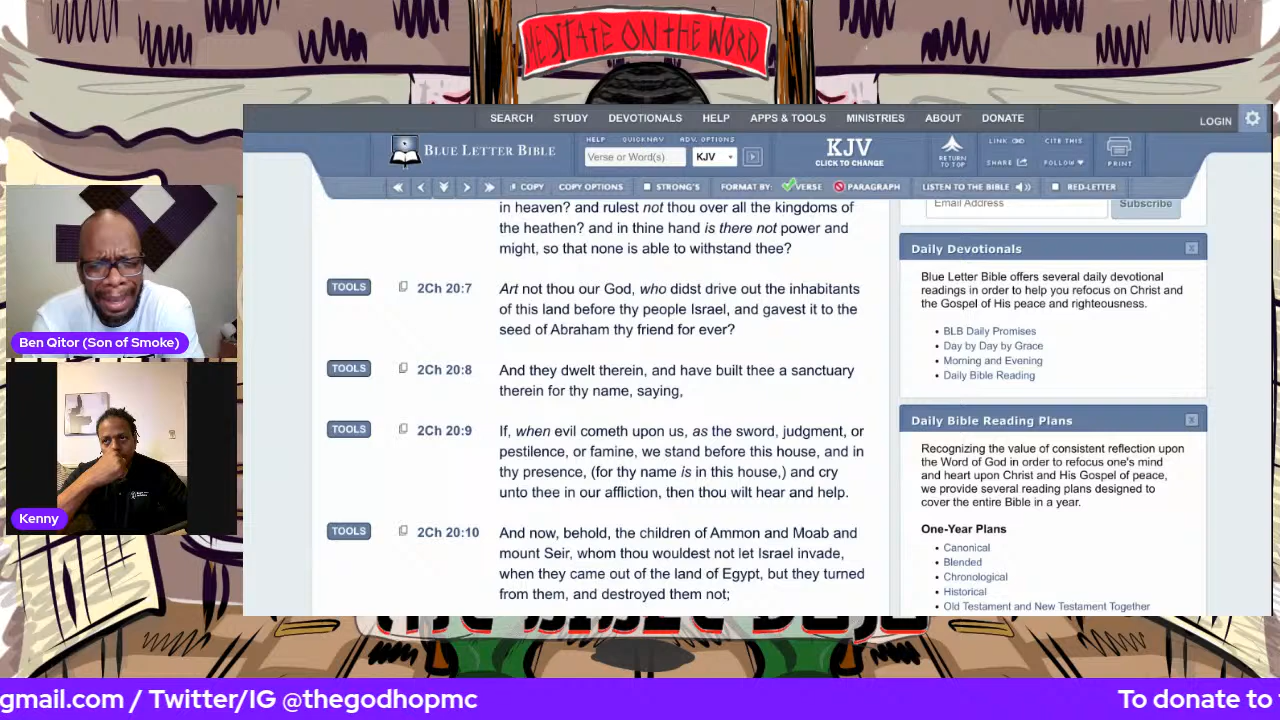 MEDITATE ON THE WORD
SEARCH STUDY DEVOTIONALS HELP APPS & TOOLS MINISTRIES ABOUT DONATE LOGIN
BLUE LETTER BIBLE
HELP QUICKNAV ADV. OPTIONS
Verse or Word(s) KJV
KJV
CLICK TO CHANGE
RETURN
TO TOP
LINK CITE THIS
SHARE FOLLOW
PRINT
COPY COPY OPTIONS STRONG'S FORMAT BY: VERSE PARAGRAPH LISTEN TO THE BIBLE RED-LETTER
in heaven? and rulest not thou over all the kingdoms of
the heathen? and in thine hand is there not power and
might, so that none is able to withstand thee?
TOOLS 2Ch 20:7 Art not thou our God, who didst drive out the inhabitants
of this land before thy people Israel, and gavest it to the
seed of Abraham thy friend for ever?
TOOLS 2Ch 20:8 And they dwelt therein, and have built thee a sanctuary
therein for thy name, saying,
TOOLS 2Ch 20:9 If, when evil cometh upon us, as the sword, judgment, or
pestilence, or famine, we stand before this house, and in
thy presence, (for thy name is in this house,) and cry
unto thee in our affliction, then thou wilt hear and help.
TOOLS 2Ch 20:10 And now, behold, the children of Ammon and Moab and
mount Seir, whom thou wouldest not let Israel invade,
when they came out of the land of Egypt, but they turned
from them, and destroyed them not;
Email Address Subscribe
Daily Devotionals
Blue Letter Bible offers several daily devotional
readings in order to help you refocus on Christ and
the Gospel of His peace and righteousness.
• BLB Daily Promises
• Day by Day by Grace
• Morning and Evening
• Daily Bible Reading
Daily Bible Reading Plans
Recognizing the value of consistent reflection upon
the Word of God in order to refocus one's mind
and heart upon Christ and His Gospel of peace,
we provide several reading plans designed to
cover the entire Bible in a year.
One-Year Plans
• Canonical
• Blended
• Chronological
• Historical
• Old Testament and New Testament Together
Ben Qitor (Son of Smoke)
Kenny
gmail.com / Twitter/IG @thegodhopmc To donate to